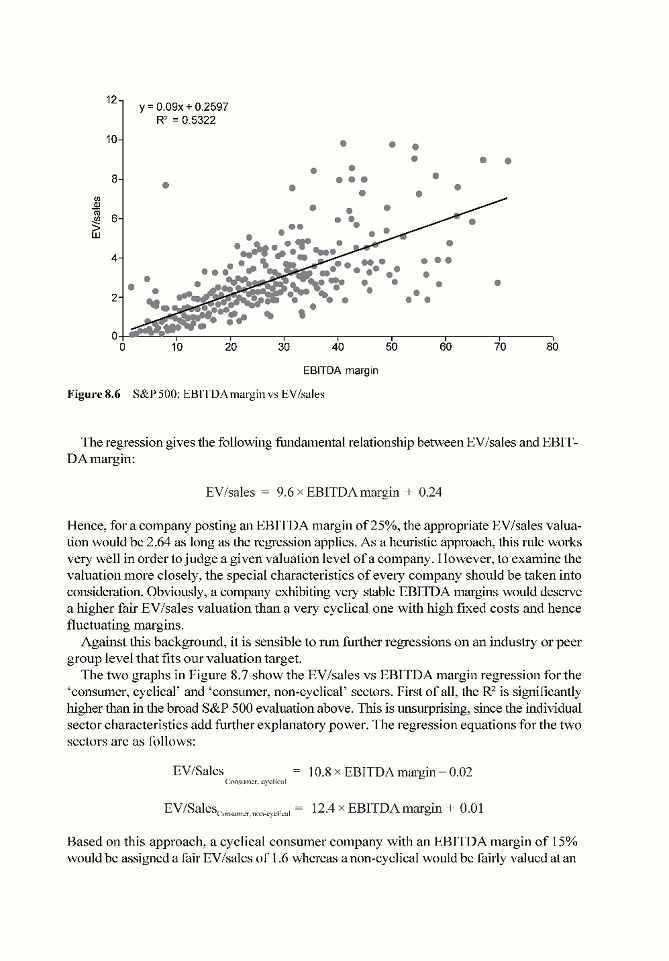 12
y = 0.09x + 0.2597
R² = 0.5322
10
8
EV/sales
6
4
2
0
0 10 20 30 40 50 60 70 80
EBITDA margin
Figure 8.6 S&P 500: EBITDA margin vs EV/sales
The regression gives the following fundamental relationship between EV/sales and EBIT-
DA margin:
EV/sales = 9.6 × EBITDA margin + 0.24
Hence, for a company posting an EBITDA margin of 25%, the appropriate EV/sales valua-
tion would be 2.64 as long as the regression applies. As a heuristic approach, this rule works
very well in order to judge a given valuation level of a company. However, to examine the
valuation more closely, the special characteristics of every company should be taken into
consideration. Obviously, a company exhibiting very stable EBITDA margins would deserve
a higher fair EV/sales valuation than a very cyclical one with high fixed costs and hence
fluctuating margins.
Against this background, it is sensible to run further regressions on an industry or peer
group level that fits our valuation target.
The two graphs in Figure 8.7 show the EV/sales vs EBITDA margin regression for the
‘consumer, cyclical’ and ‘consumer, non-cyclical’ sectors. First of all, the R² is significantly
higher than in the broad S&P 500 evaluation above. This is unsurprising, since the individual
sector characteristics add further explanatory power. The regression equations for the two
sectors are as follows:
EV/Sales Consumer, cyclical = 10.8 × EBITDA margin − 0.02
EV/Sales Consumer, non-cyclical = 12.4 × EBITDA margin + 0.01
Based on this approach, a cyclical consumer company with an EBITDA margin of 15%
would be assigned a fair EV/sales of 1.6 whereas a non-cyclical would be fairly valued at an